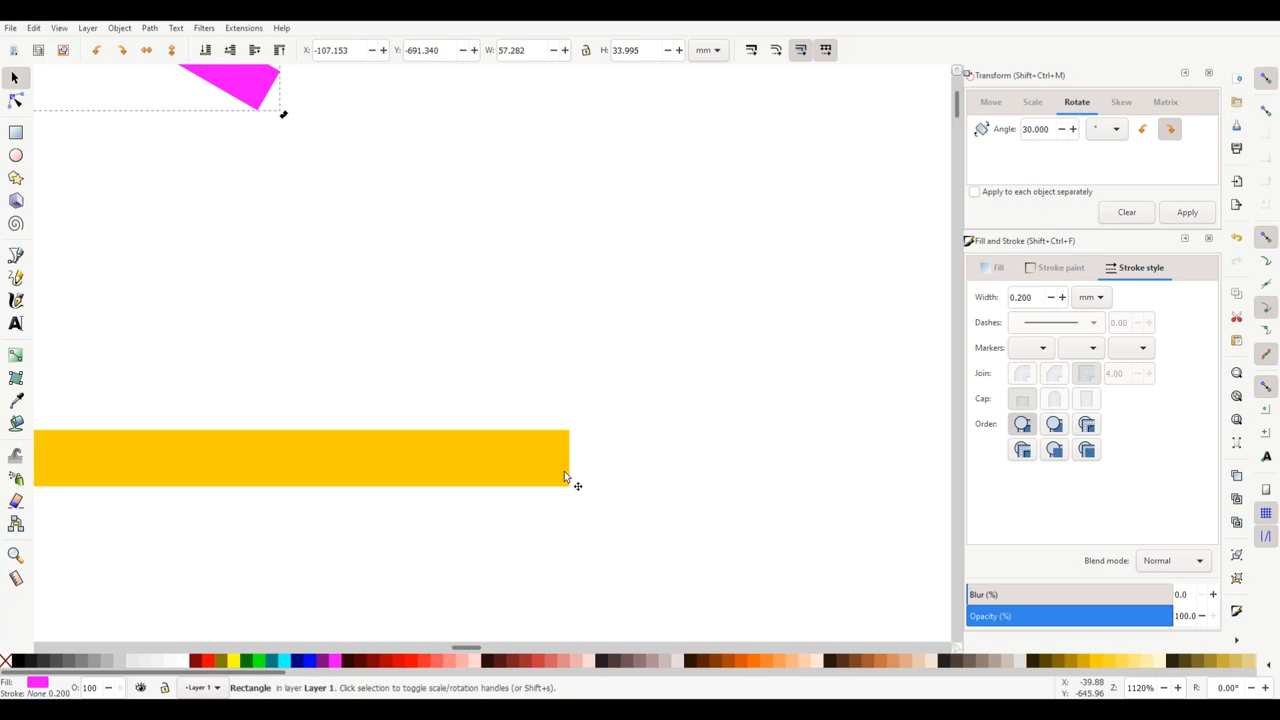 File Edit View Layer Object Path Text Filters Extensions Help
X: -107.153 − + Y: -691.340 − + W: 57.282 − + H: 33.995 − + mm
Transform (Shift+Ctrl+M)
Move Scale Rotate Skew Matrix
Angle: 30.000 − + °
Apply to each object separately
Clear Apply
Fill and Stroke (Shift+Ctrl+F)
Fill Stroke paint Stroke style
Width: 0.200 − + mm
Dashes: 0.00 − +
Markers:
Join: 4.00 − +
Cap:
Order:
Blend mode: Normal
Blur (%) 0.0 − +
Opacity (%) 100.0 − +
Fill:
Stroke: None 0.200
O: 100 − +
Layer 1
Rectangle in layer Layer 1. Click selection to toggle scale/rotation handles (or Shift+s).
X: -39.88
Y: -645.96
Z: 1120% − + R: 0.00° − +